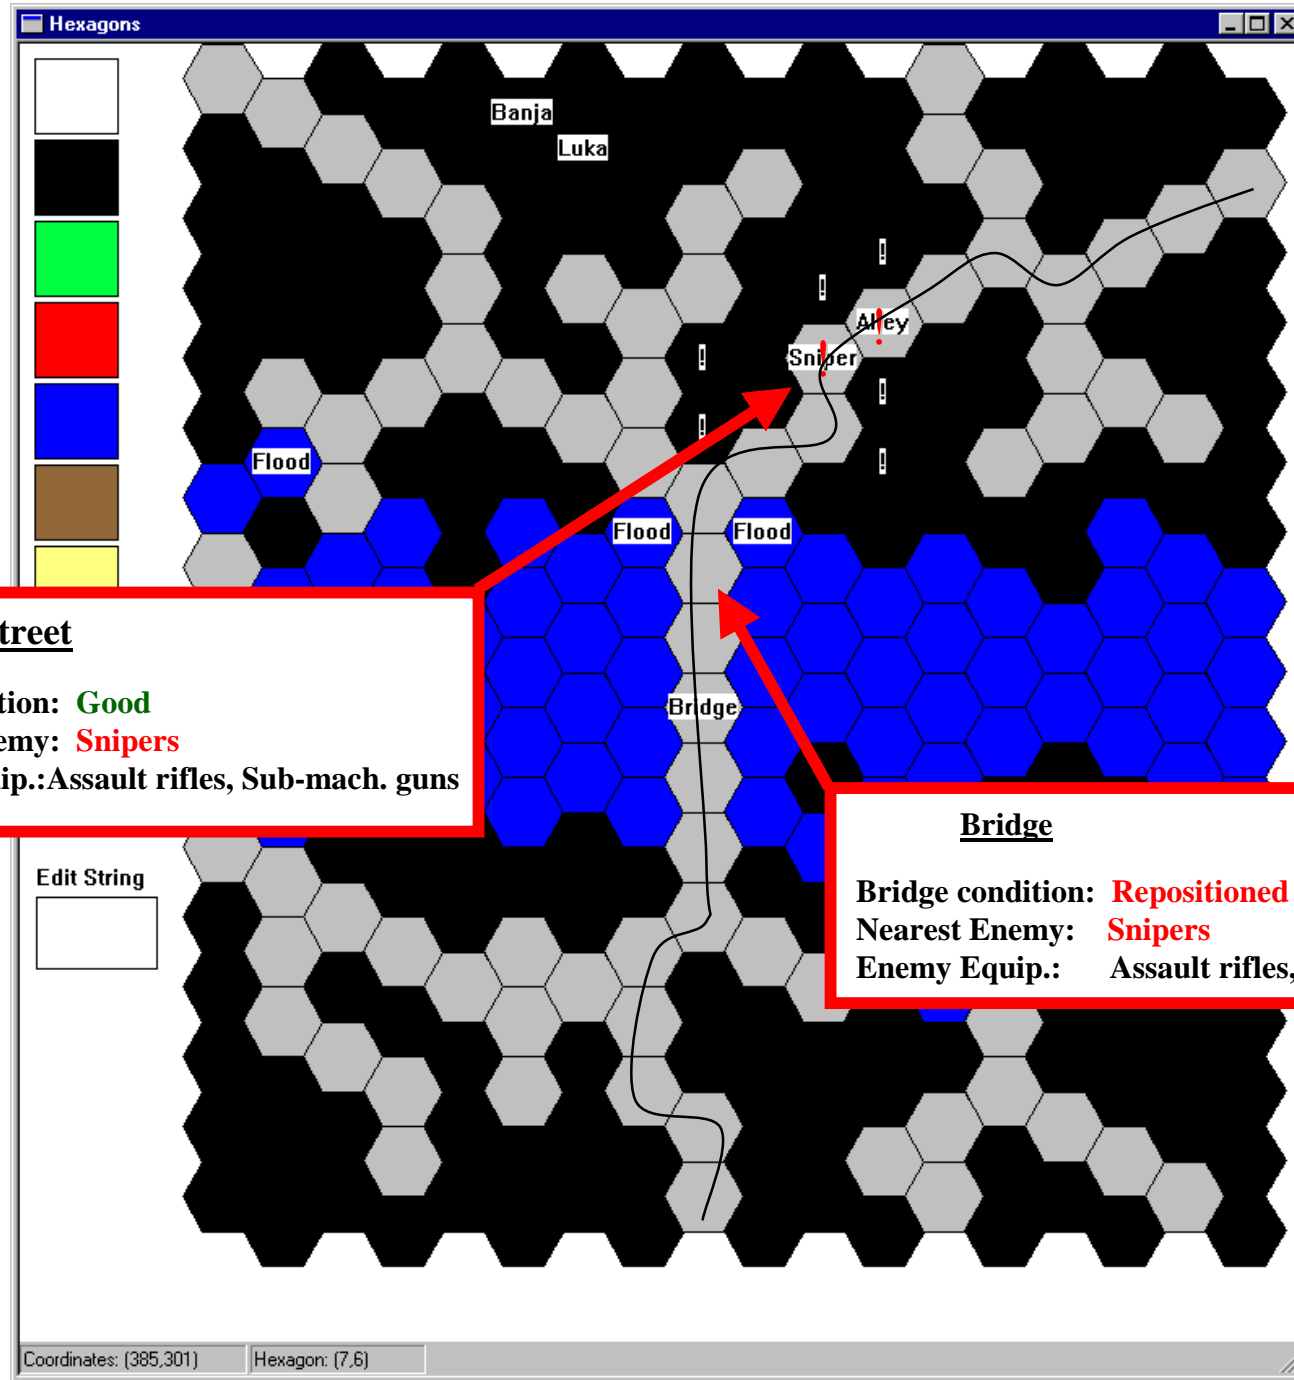 Hexagons
Banja
Luka
!
!
Alley
!
!
Sniper
!
!
!
!
!
Flood
Flood
Flood
treet
tion: Good
emy: Snipers
ip.:Assault rifles, Sub-mach. guns
Bridge
Bridge
Bridge condition: Repositioned
Nearest Enemy: Snipers
Enemy Equip.: Assault rifles,
Edit String
Coordinates: (385,301)
Hexagon: (7,6)